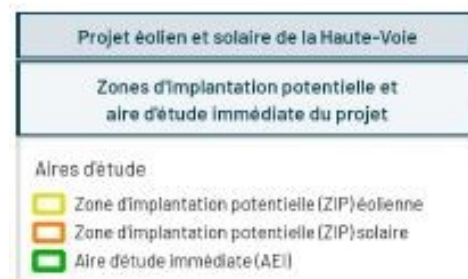 Projet éolien et solaire de la Haute-Voie
Zones d'implantation potentielle et
aire d'étude immédiate du projet
Aires d'étude
Zone d'implantation potentielle (ZIP) éolienne
Zone d'implantation potentielle (ZIP) solaire
Aire d'étude immédiate (AEI)